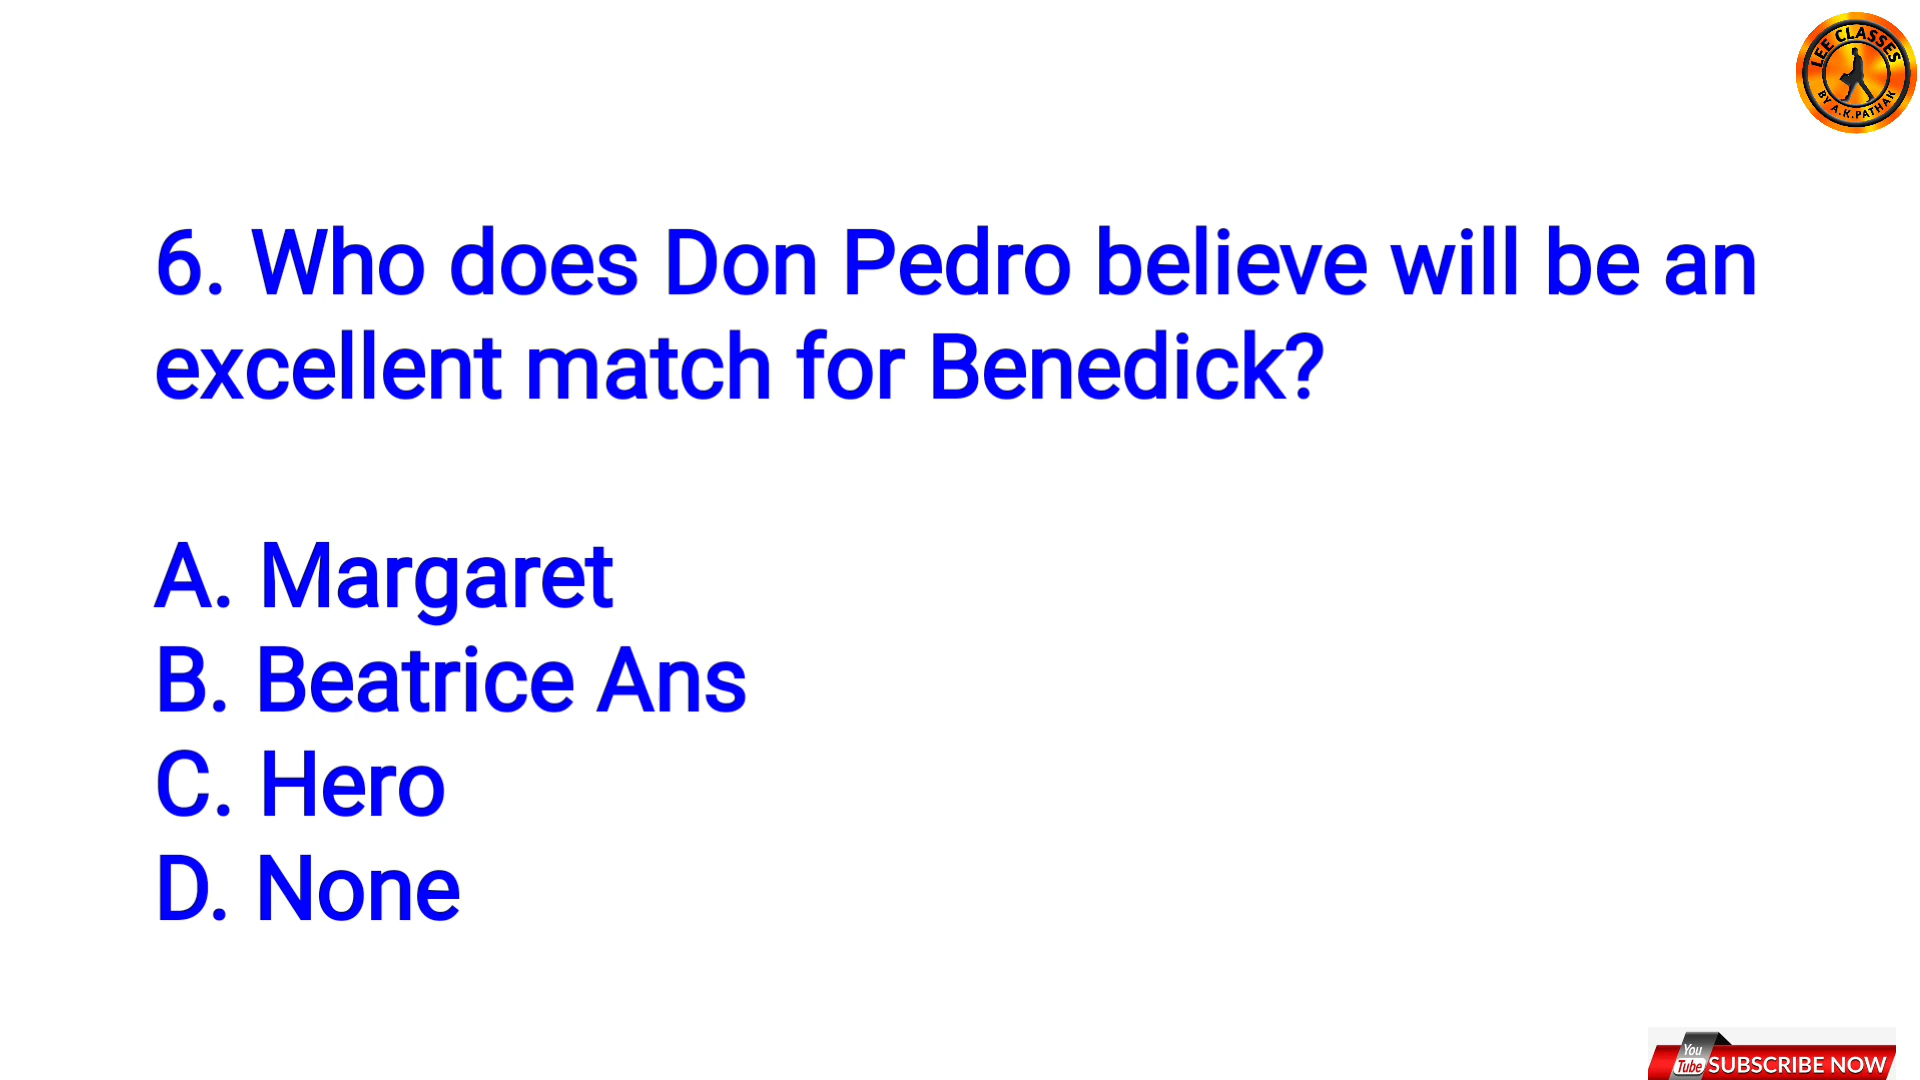 LEE CLASSES
BY A.K.PATHAK
6. Who does Don Pedro believe will be an
excellent match for Benedick?
A. Margaret
B. Beatrice Ans
C. Hero
D. None
You
Tube SUBSCRIBE NOW